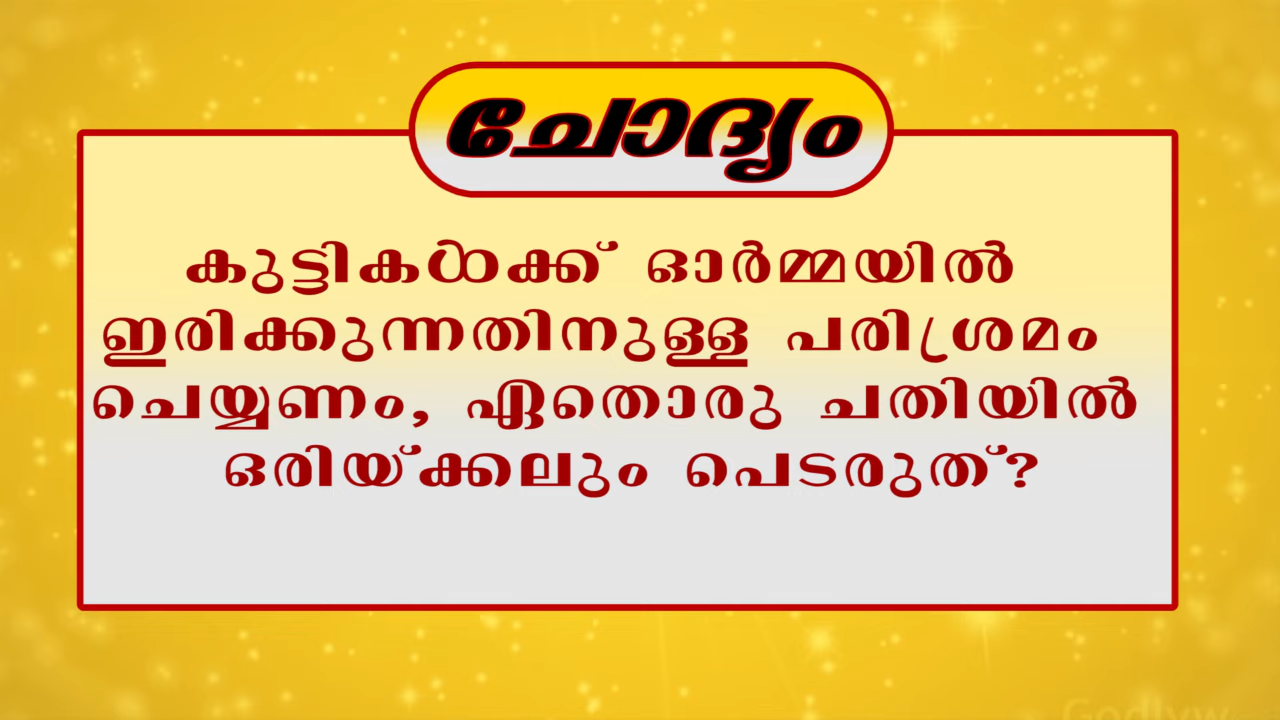 ചോദ്യം
കുട്ടികൾക്ക് ഓർമ്മയിൽ
ഇരിക്കുന്നതിനുള്ള പരിശ്രമം
ചെയ്യണം, ഏതൊരു ചതിയിൽ
ഒരിയ്ക്കലും പെടരുത്?